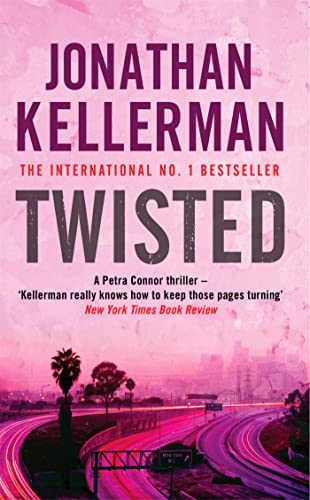 JONATHAN
KELLERMAN
THE INTERNATIONAL NO. 1 BESTSELLER
TWISTED
A Petra Connor thriller –
‘Kellerman really knows how to keep those pages turning’
New York Times Book Review